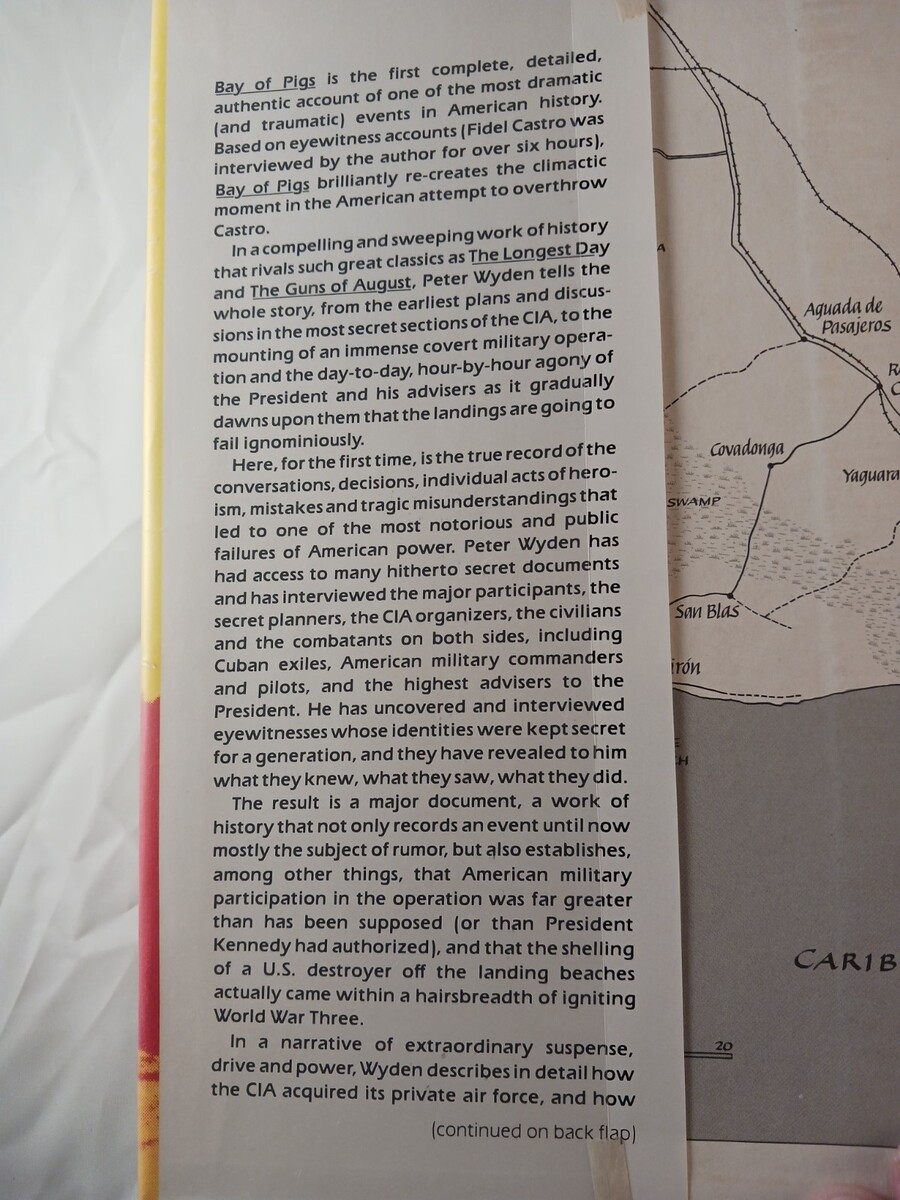 Bay of Pigs is the first complete, detailed,
authentic account of one of the most dramatic
(and traumatic) events in American history.
Based on eyewitness accounts (Fidel Castro was
interviewed by the author for over six hours),
Bay of Pigs brilliantly re-creates the climactic
moment in the American attempt to overthrow
Castro.
In a compelling and sweeping work of history
that rivals such great classics as The Longest Day
and The Guns of August, Peter Wyden tells the
whole story, from the earliest plans and discus-
sions in the most secret sections of the CIA, to the
mounting of an immense covert military opera-
tion and the day-to-day, hour-by-hour agony of
the President and his advisers as it gradually
dawns upon them that the landings are going to
fail ignominiously.
Here, for the first time, is the true record of the
conversations, decisions, individual acts of hero-
ism, mistakes and tragic misunderstandings that
led to one of the most notorious and public
failures of American power. Peter Wyden has
had access to many hitherto secret documents
and has interviewed the major participants, the
secret planners, the CIA organizers, the civilians
and the combatants on both sides, including
Cuban exiles, American military commanders
and pilots, and the highest advisers to the
President. He has uncovered and interviewed
eyewitnesses whose identities were kept secret
for a generation, and they have revealed to him
what they knew, what they saw, what they did.
The result is a major document, a work of
history that not only records an event until now
mostly the subject of rumor, but also establishes,
among other things, that American military
participation in the operation was far greater
than has been supposed (or than President
Kennedy had authorized), and that the shelling
of a U.S. destroyer off the landing beaches
actually came within a hairsbreadth of igniting
World War Three.
In a narrative of extraordinary suspense,
drive and power, Wyden describes in detail how
the CIA acquired its private air force, and how
(continued on back flap)
Aguada de
Pasajeros
Covadonga
Yaguara
SWAMP
San Blas
irón
CARIB
20